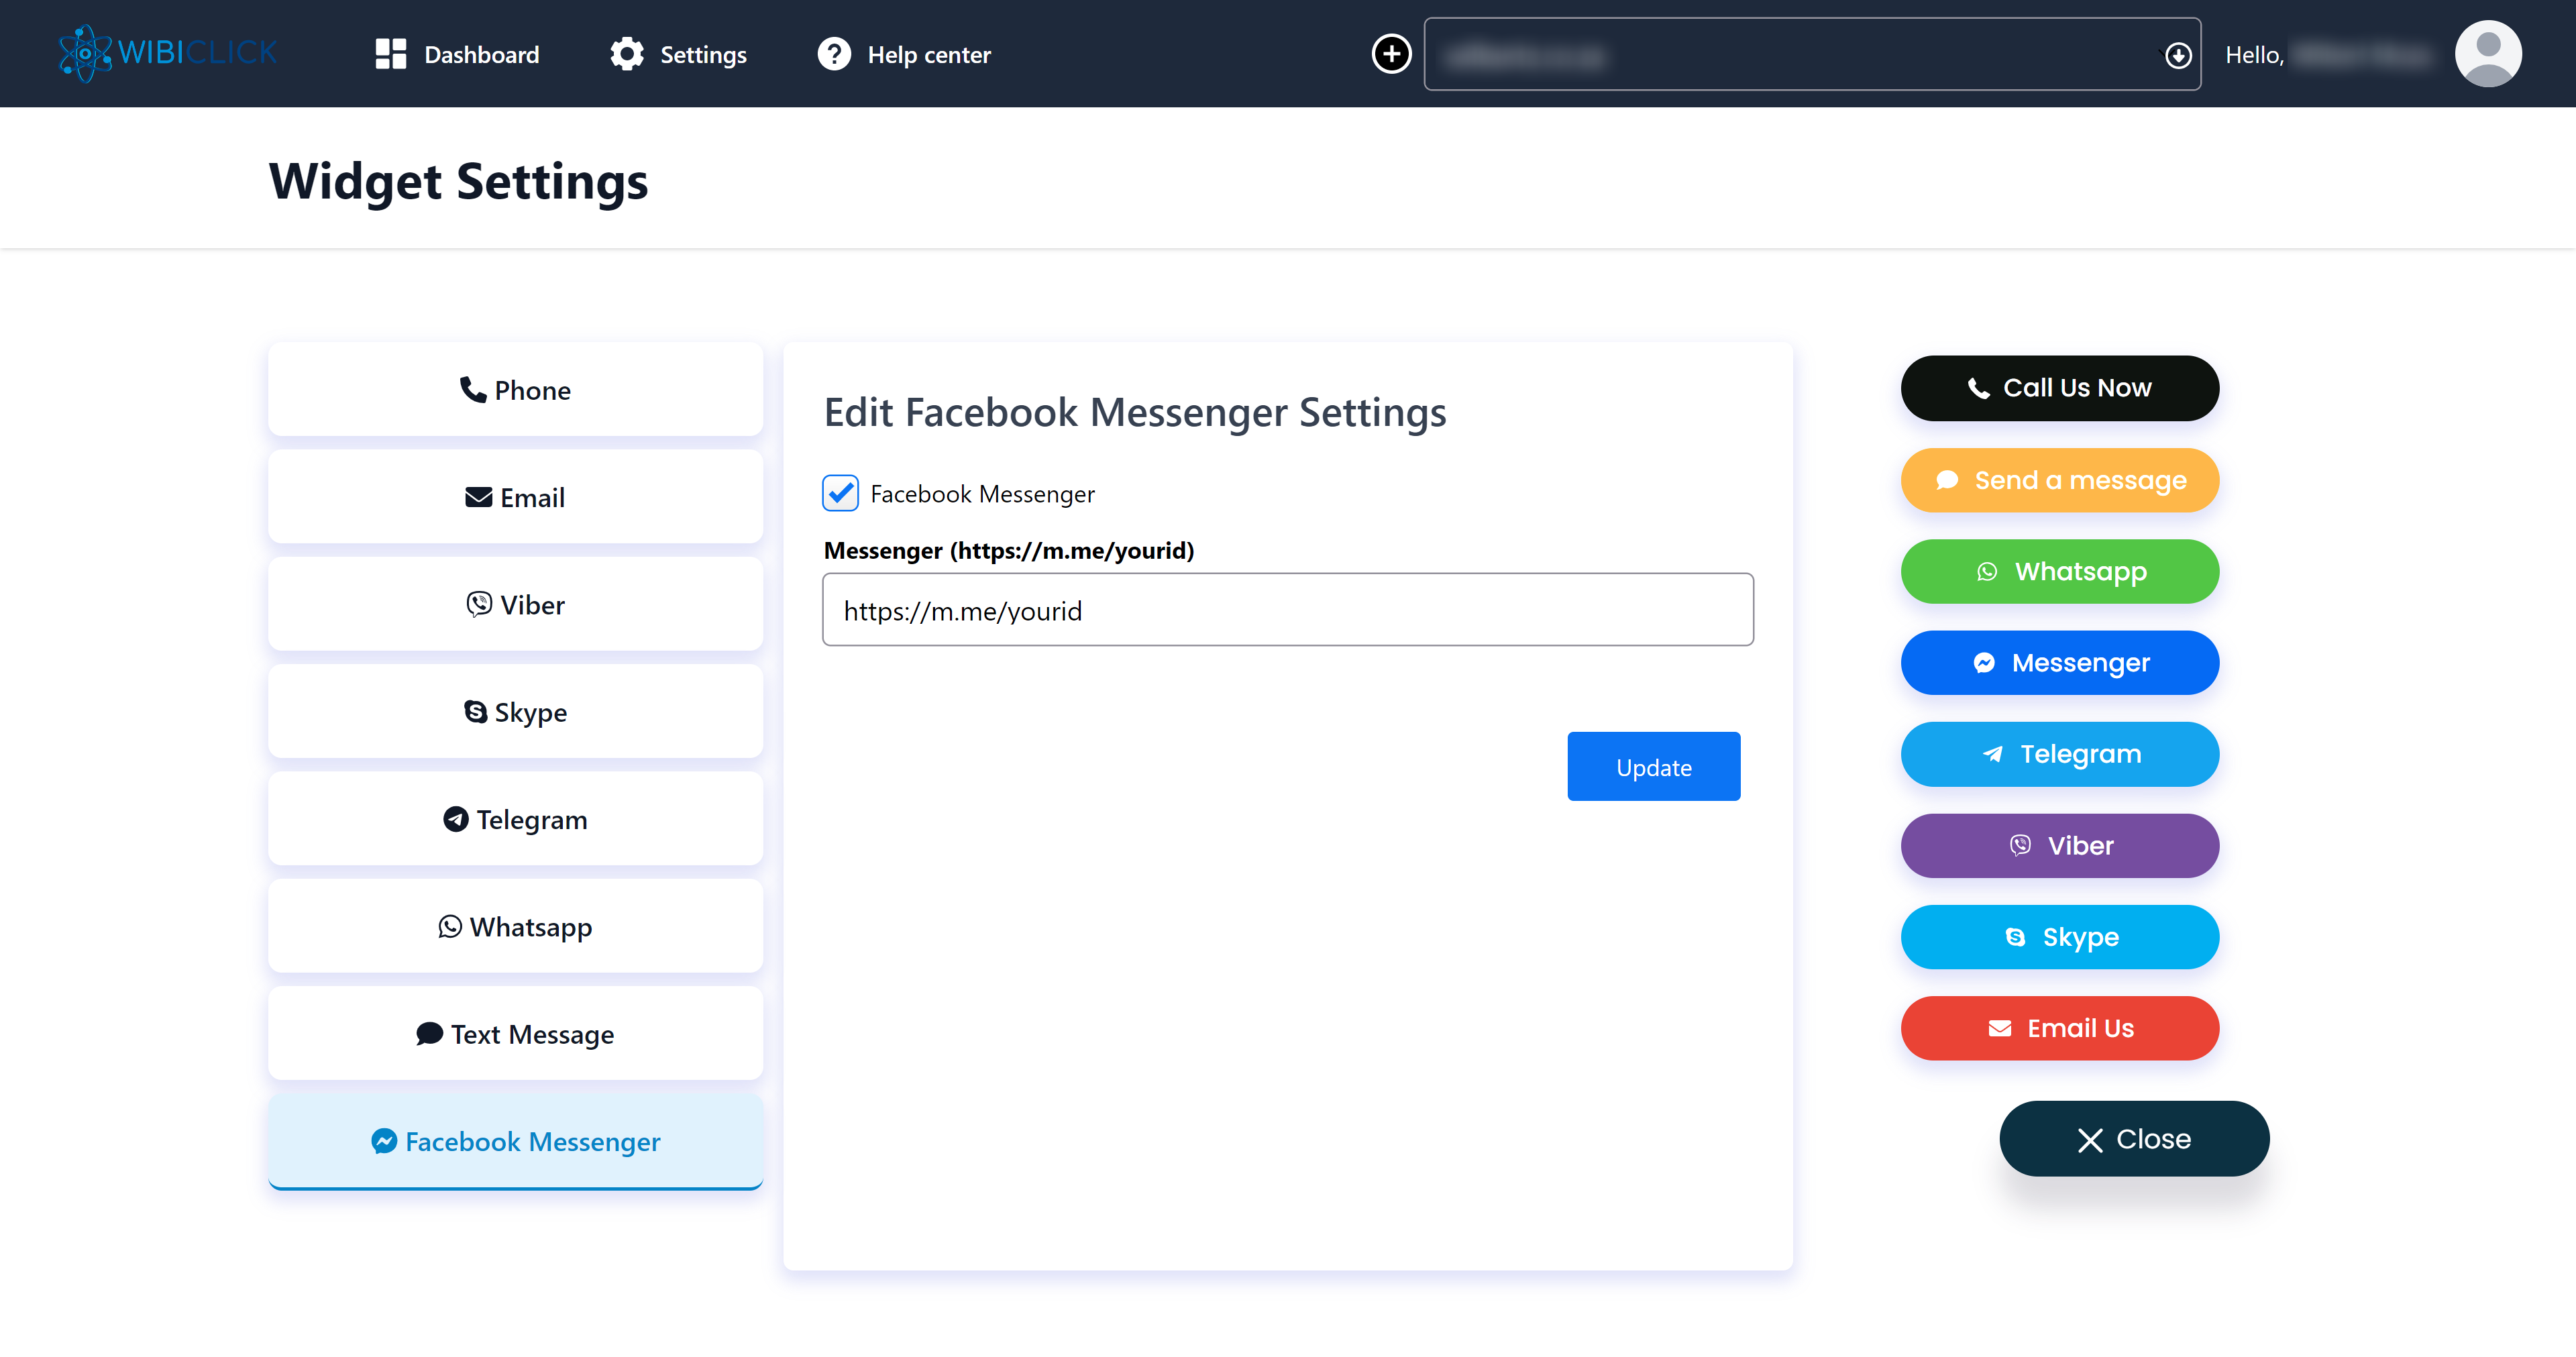 WIBICLICK
Dashboard
Settings
Help center
Hello,
Widget Settings
Phone
Email
Viber
Skype
Telegram
Whatsapp
Text Message
Facebook Messenger
Edit Facebook Messenger Settings
Facebook Messenger
Messenger (https://m.me/yourid)
https://m.me/yourid
Update
Call Us Now
Send a message
Whatsapp
Messenger
Telegram
Viber
Skype
Email Us
Close